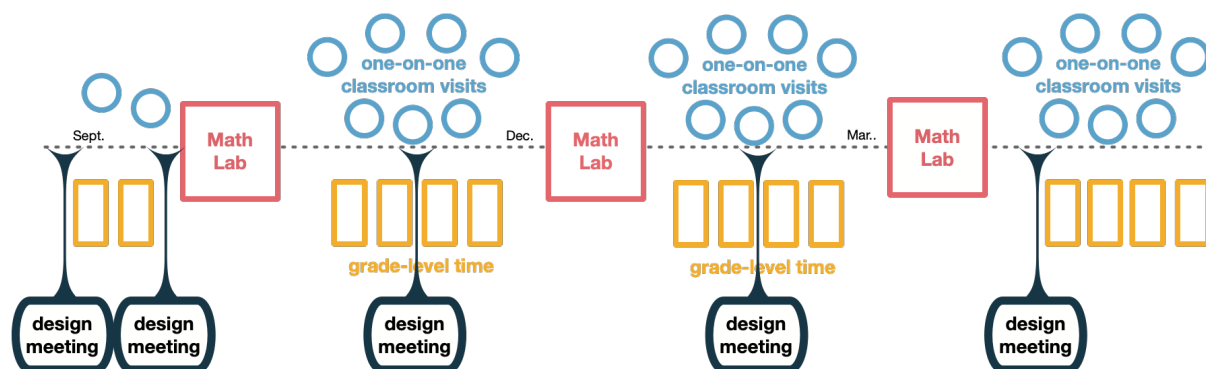 one-on-one
classroom visits
one-on-one
classroom visits
one-on-one
classroom visits
Sept.
Math
Lab
Dec.
Math
Lab
Mar..
Math
Lab
grade-level time
grade-level time
design
meeting
design
meeting
design
meeting
design
meeting
design
meeting